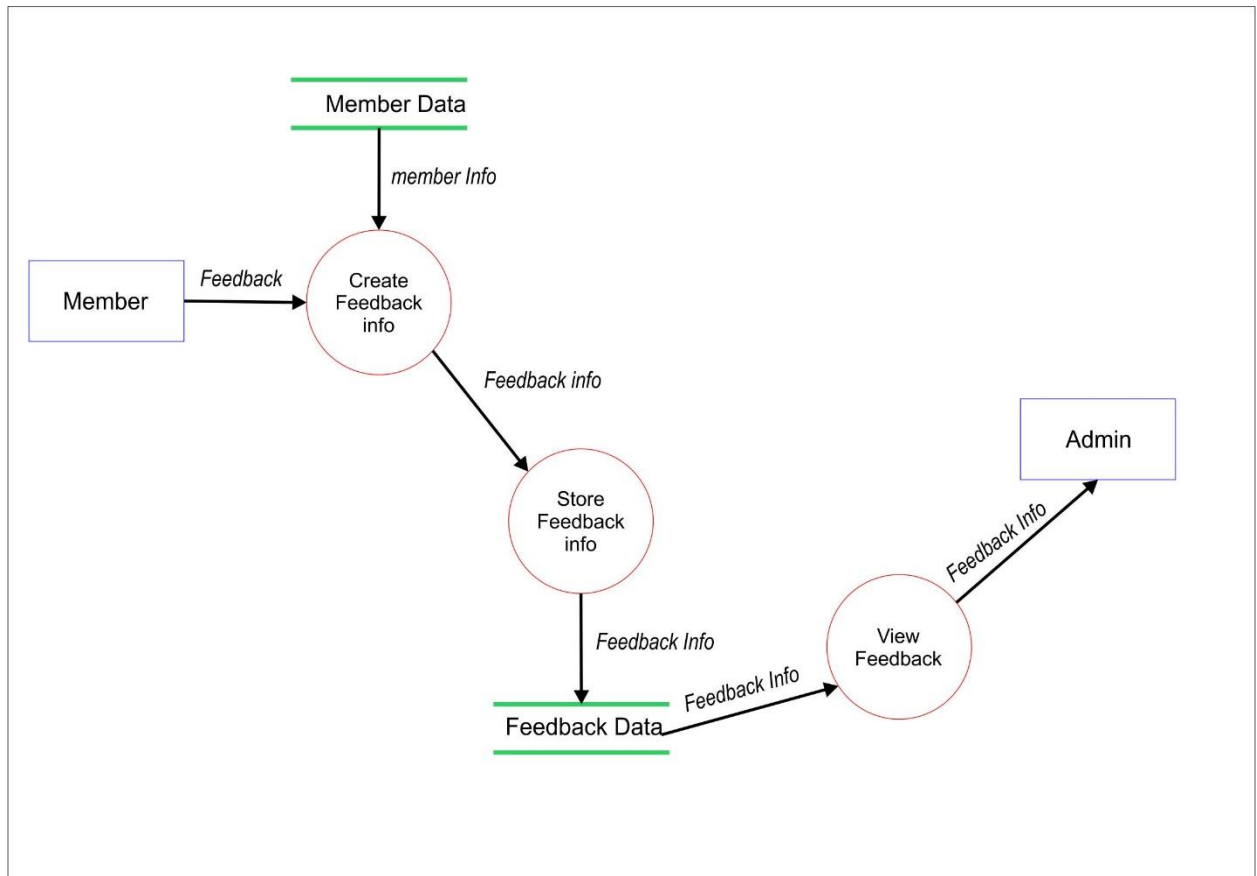 Member Data
member Info
Member
Feedback
Create
Feedback
info
Feedback info
Admin
Store
Feedback
info
Feedback Info
View
Feedback
Feedback Info
Feedback Info
Feedback Data